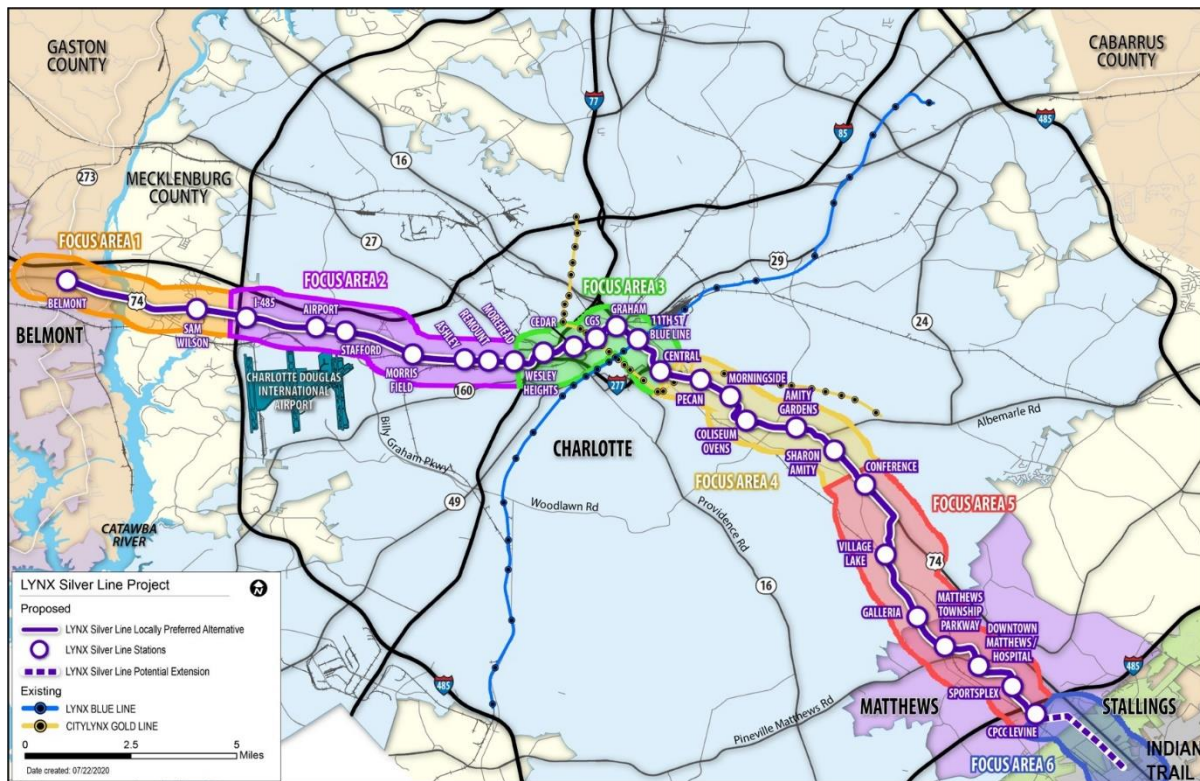 GASTON
COUNTY
CABARRUS
COUNTY
77
485
16
85
273
MECKLENBURG
COUNTY
27
29
FOCUS AREA 1
FOCUS AREA 2
FOCUS AREA 3
BELMONT
74
SAM
WILSON
I-485
AIRPORT
STAFFORD
MORRIS
FIELD
ASHLEY
REMOUNT
MOREHEAD
CEDAR
WESLEY
HEIGHTS
CGS
GRAHAM
11TH ST/
BLUE LINE
24
BELMONT
CHARLOTTE DOUGLAS
INTERNATIONAL
AIRPORT
160
277
CENTRAL
PECAN
MORNINGSIDE
COLISEUM
OVENS
AMITY
GARDENS
SHARON
AMITY
CONFERENCE
Albemarle Rd
Billy Graham Pkwy
CHARLOTTE
FOCUS AREA 4
FOCUS AREA 5
49
Woodlawn Rd
Providence Rd
CATAWBA
RIVER
16
VILLAGE
LAKE
74
GALLERIA
MATTHEWS
TOWNSHIP
PARKWAY
DOWNTOWN
MATTHEWS /
HOSPITAL
485
SPORTSPLEX
485
Pineville Matthews Rd
MATTHEWS
STALLINGS
CPCC LEVINE
FOCUS AREA 6
INDIAN
TRAIL
LYNX Silver Line Project
N
Proposed
LYNX Silver Line Locally Preferred Alternative
LYNX Silver Line Stations
LYNX Silver Line Potential Extension
Existing
LYNX BLUE LINE
CITYLYNX GOLD LINE
0 2.5 5
Miles
Date created: 07/22/2020